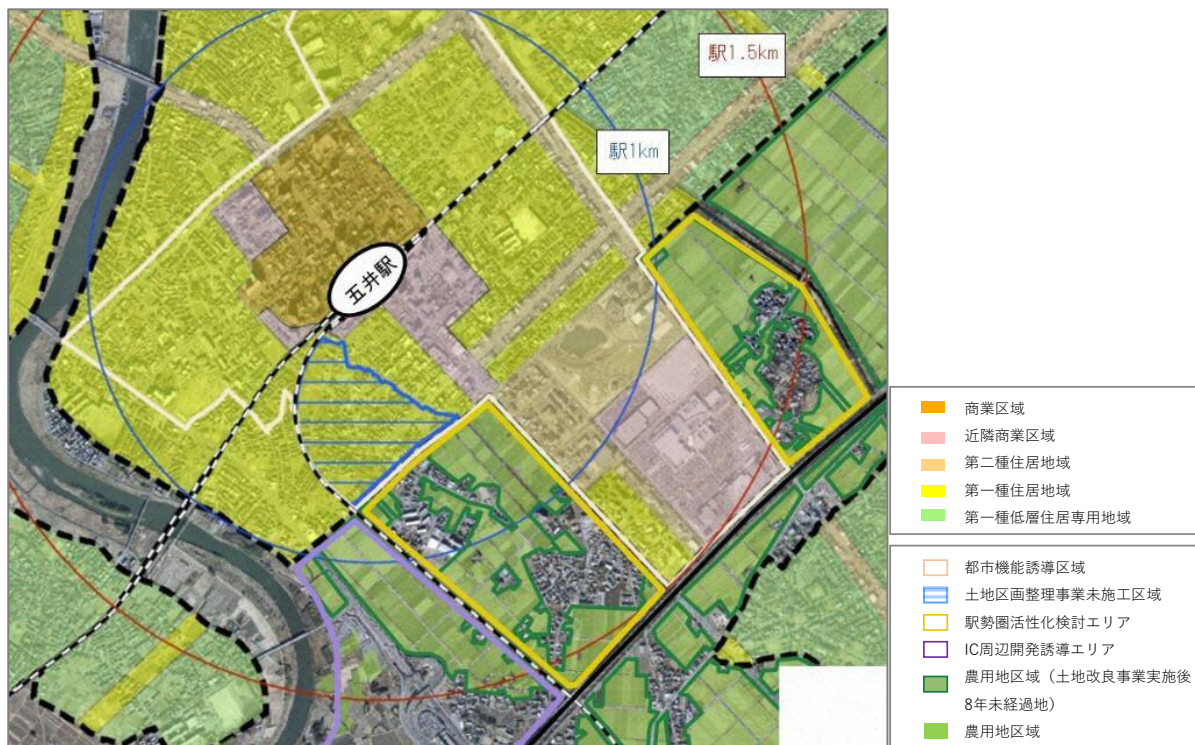 駅1.5km
駅1km
五井駅
商業区域
近隣商業区域
第二種住居地域
第一種住居地域
第一種低層住居専用地域
都市機能誘導区域
土地区画整理事業未施工区域
駅勢圏活性化検討エリア
IC周辺開発誘導エリア
農用地区域(土地改良事業実施後
8年未経過地)
農用地区域